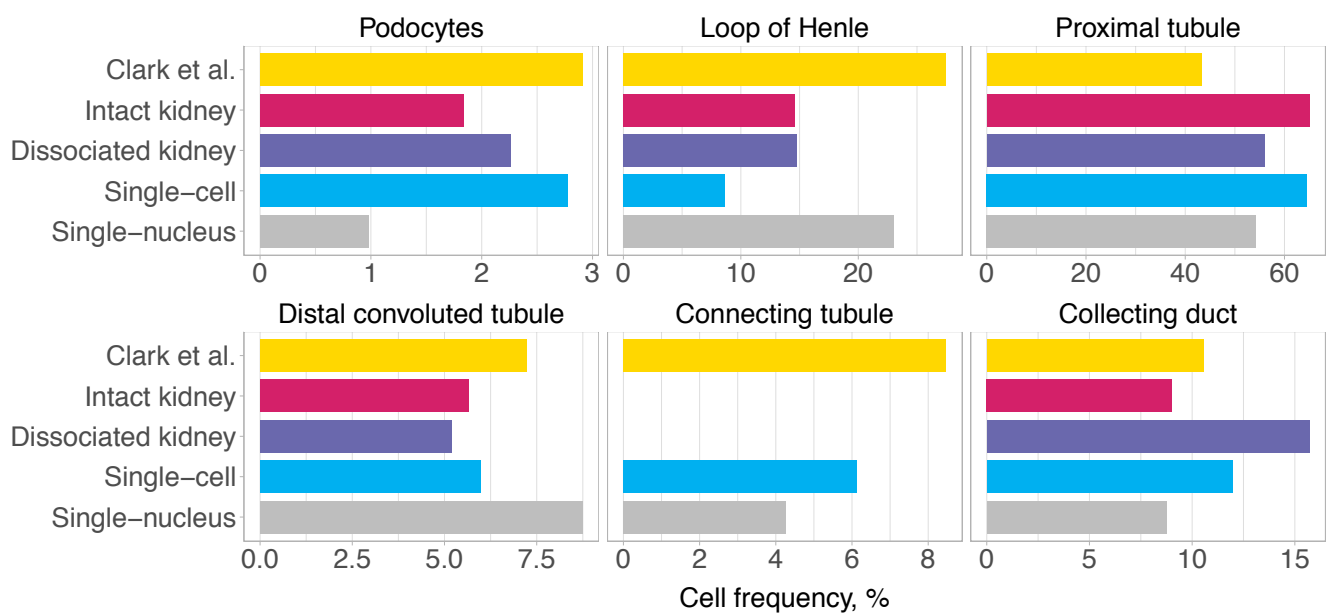 Podocytes Loop of Henle Proximal tubule
Clark et al.
Intact kidney
Dissociated kidney
Single−cell
Single−nucleus
0 1 2 3 0 10 20 0 20 40 60
Distal convoluted tubule Connecting tubule Collecting duct
Clark et al.
Intact kidney
Dissociated kidney
Single−cell
Single−nucleus
0.0 2.5 5.0 7.5 0 2 4 6 8 0 5 10 15
Cell frequency, %